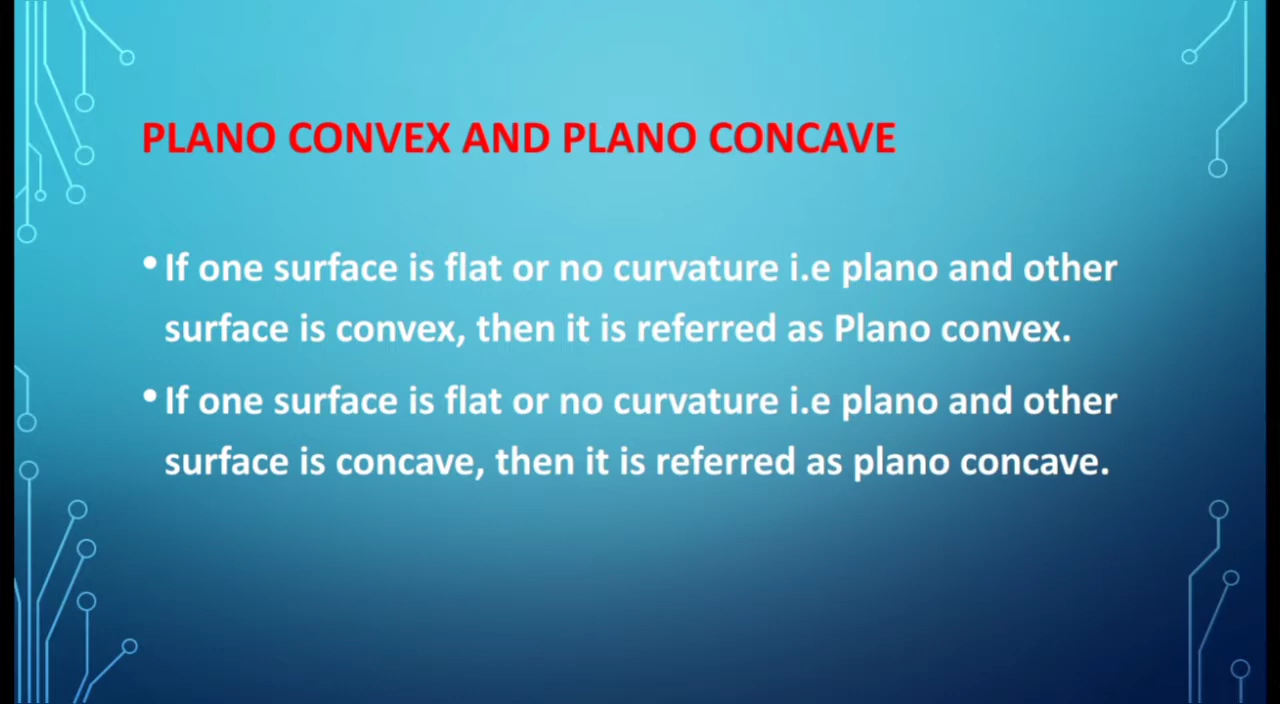 PLANO CONVEX AND PLANO CONCAVE
• If one surface is flat or no curvature i.e plano and other
surface is convex, then it is referred as Plano convex.
• If one surface is flat or no curvature i.e plano and other
surface is concave, then it is referred as plano concave.